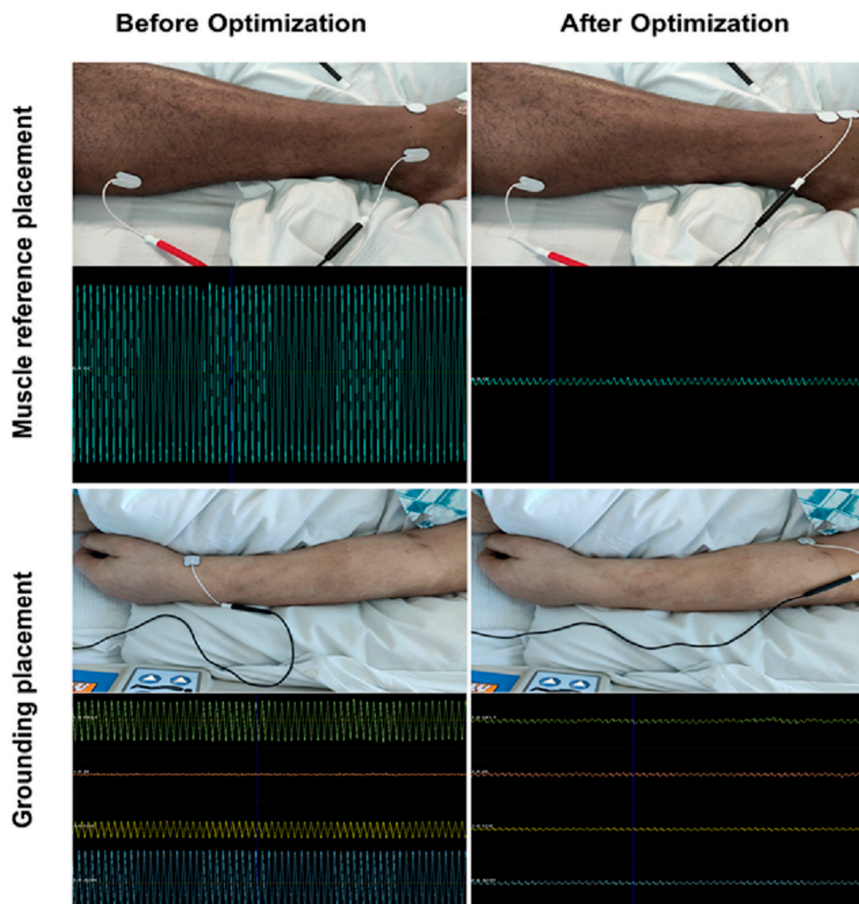 Before Optimization
After Optimization
Muscle reference placement
Grounding placement